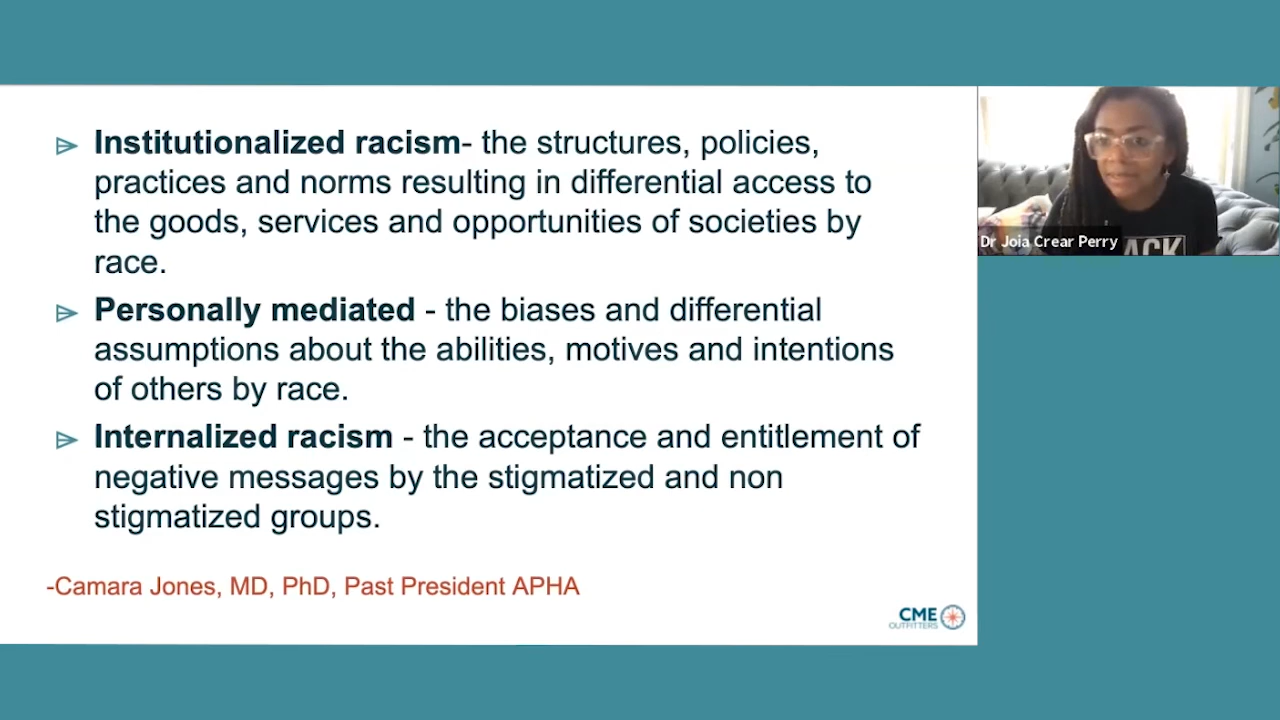 Institutionalized racism- the structures, policies,
practices and norms resulting in differential access to
the goods, services and opportunities of societies by
race.
Personally mediated - the biases and differential
assumptions about the abilities, motives and intentions
of others by race.
Internalized racism - the acceptance and entitlement of
negative messages by the stigmatized and non
stigmatized groups.
-Camara Jones, MD, PhD, Past President APHA
CME
OUTFITTERS
Dr Joia Crear Perry